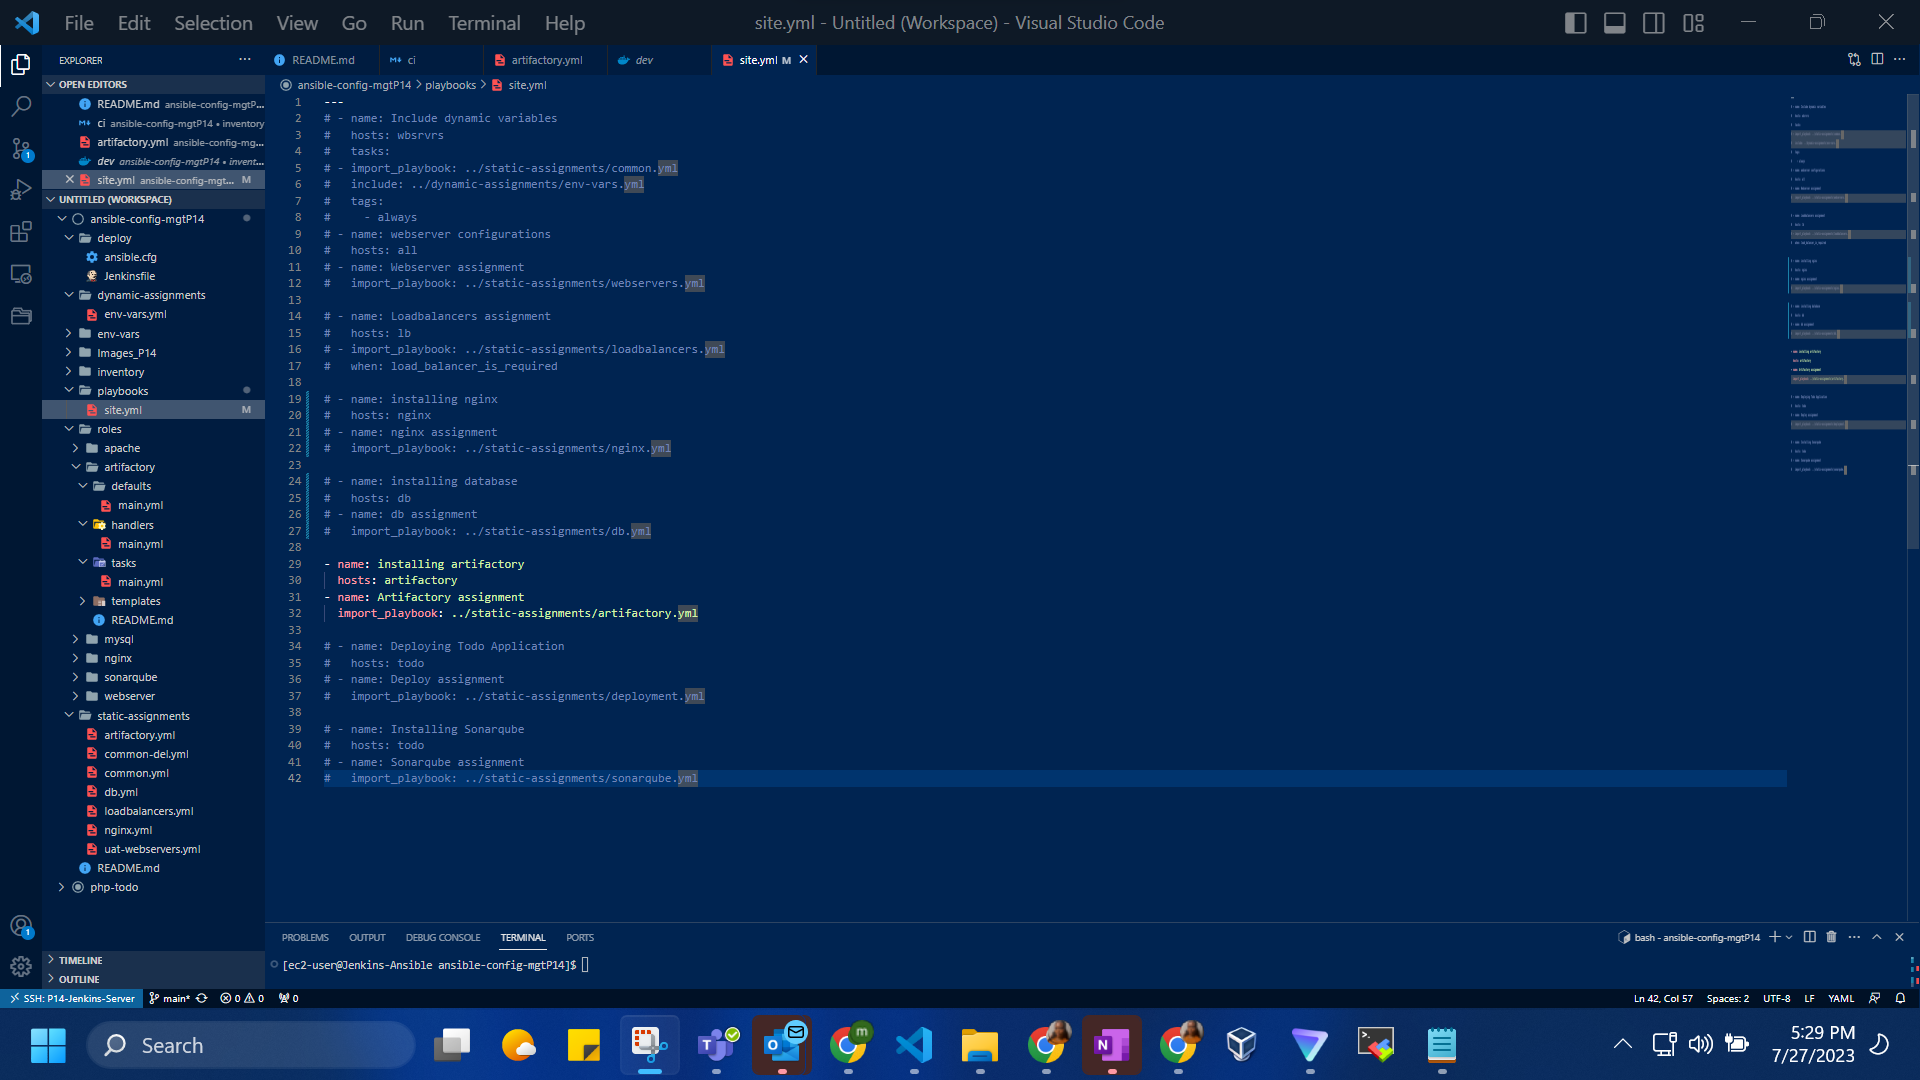 File Edit Selection View Go Run Terminal Help
site.yml - Untitled (Workspace) - Visual Studio Code
EXPLORER
OPEN EDITORS
README.md ansible-config-mgtP...
ci ansible-config-mgtP14 • inventory
artifactory.yml ansible-config-mg...
dev ansible-config-mgtP14 • invent...
site.yml ansible-config-mgt... M
UNTITLED (WORKSPACE)
ansible-config-mgtP14
deploy
ansible.cfg
Jenkinsfile
dynamic-assignments
env-vars.yml
env-vars
Images_P14
inventory
playbooks
site.yml M
roles
apache
artifactory
defaults
main.yml
handlers
main.yml
tasks
main.yml
templates
README.md
mysql
nginx
sonarqube
webserver
static-assignments
artifactory.yml
common-del.yml
common.yml
db.yml
loadbalancers.yml
nginx.yml
uat-webservers.yml
README.md
php-todo
TIMELINE
OUTLINE
README.md ci artifactory.yml dev site.yml M
ansible-config-mgtP14 > playbooks > site.yml
1 ---
2 # - name: Include dynamic variables
3 #   hosts: wbsrvrs
4 #   tasks:
5 # - import_playbook: ../static-assignments/common.yml
6 #   include: ../dynamic-assignments/env-vars.yml
7 #   tags:
8 #     - always
9 # - name: webserver configurations
10 #   hosts: all
11 # - name: Webserver assignment
12 #   import_playbook: ../static-assignments/webservers.yml
13
14 # - name: Loadbalancers assignment
15 #   hosts: lb
16 # - import_playbook: ../static-assignments/loadbalancers.yml
17 #   when: load_balancer_is_required
18
19 # - name: installing nginx
20 #   hosts: nginx
21 # - name: nginx assignment
22 #   import_playbook: ../static-assignments/nginx.yml
23
24 # - name: installing database
25 #   hosts: db
26 # - name: db assignment
27 #   import_playbook: ../static-assignments/db.yml
28
29 - name: installing artifactory
30   hosts: artifactory
31 - name: Artifactory assignment
32   import_playbook: ../static-assignments/artifactory.yml
33
34 # - name: Deploying Todo Application
35 #   hosts: todo
36 # - name: Deploy assignment
37 #   import_playbook: ../static-assignments/deployment.yml
38
39 # - name: Installing Sonarqube
40 #   hosts: todo
41 # - name: Sonarqube assignment
42 #   import_playbook: ../static-assignments/sonarqube.yml
PROBLEMS OUTPUT DEBUG CONSOLE TERMINAL PORTS
bash - ansible-config-mgtP14
[ec2-user@Jenkins-Ansible ansible-config-mgtP14]$
SSH: P14-Jenkins-Server main* 0 0 0
Ln 42, Col 57 Spaces: 2 UTF-8 LF YAML
Search
5:29 PM
7/27/2023